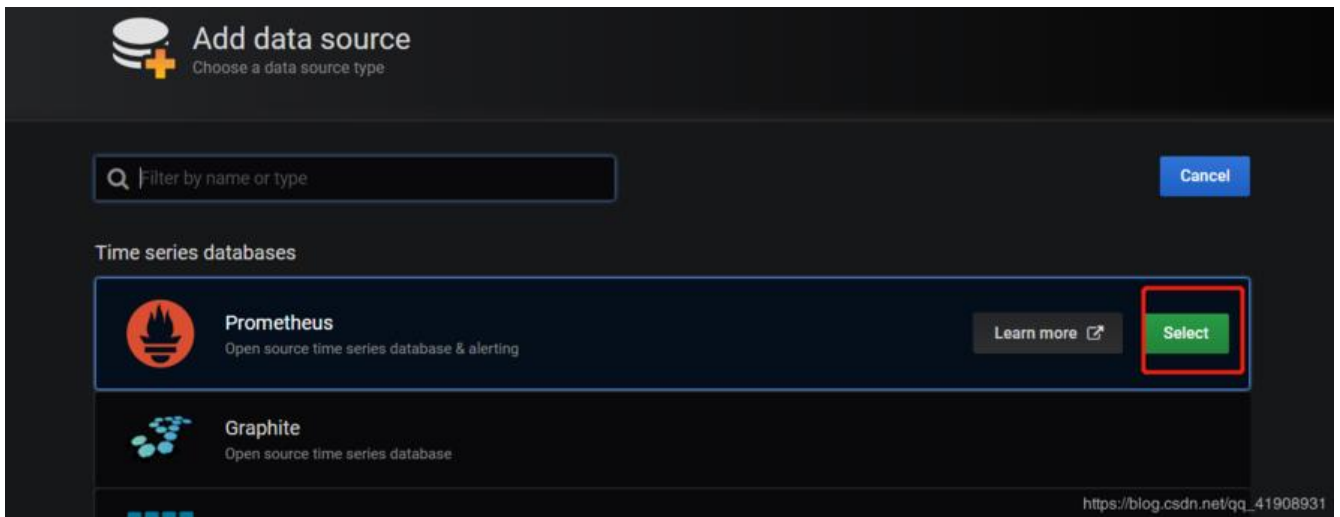 Add data source
Choose a data source type
Filter by name or type
Cancel
Time series databases
Prometheus
Open source time series database & alerting
Learn more
Select
Graphite
Open source time series database
https://blog.csdn.net/qq_41908931